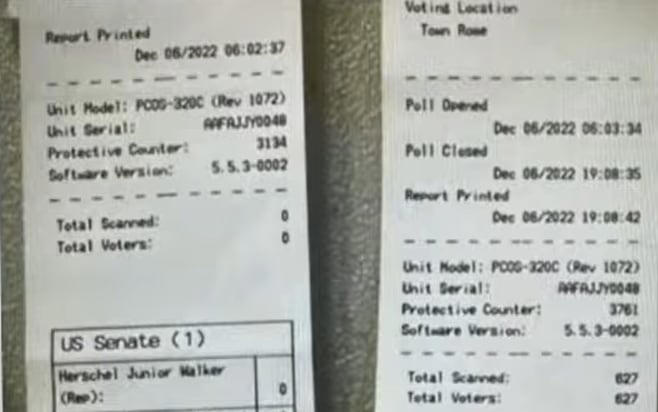 Report Printed
Dec 06/2022 06:02:37
Unit Model: PCOS-320C (Rev 1072)
Unit Serial: AAFAJJY0048
Protective Counter: 3134
Software Version: 5.5.3-0002
Total Scanned: 0
Total Voters: 0
US Senate (1)
Herschel Junior Walker
(Rep): 0
Voting Location
Town Rome
Poll Opened
Dec 06/2022 06:03:34
Poll Closed
Dec 06/2022 19:08:35
Report Printed
Dec 06/2022 19:08:42
Unit Model: PCOS-320C (Rev 1072)
Unit Serial: AAFAJJY0048
Protective Counter: 3761
Software Version: 5.5.3-0002
Total Scanned: 627
Total Voters: 627